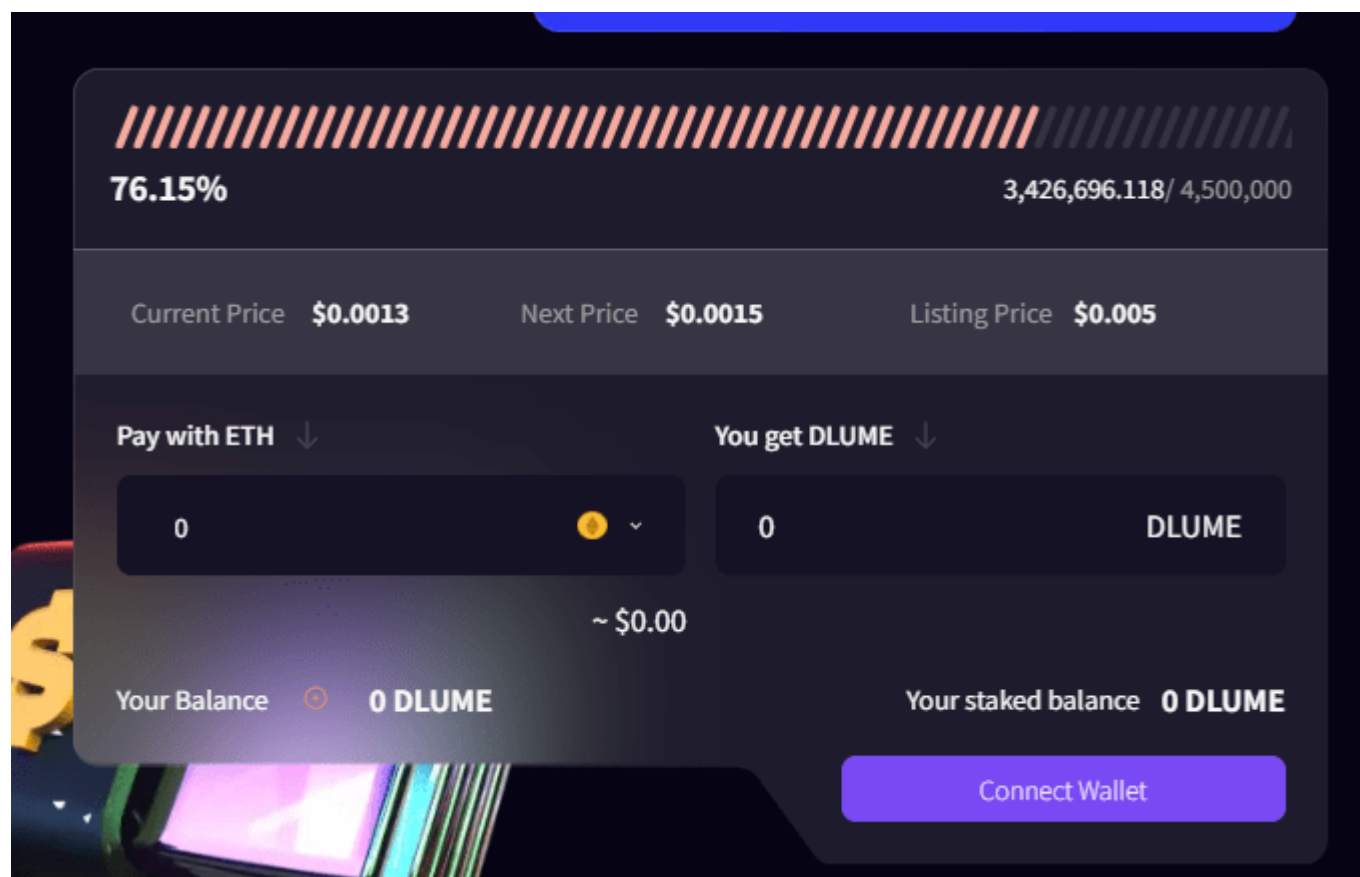 76.15% 3,426,696.118/ 4,500,000
Current Price $0.0013 Next Price $0.0015 Listing Price $0.005
Pay with ETH You get DLUME
0 0 DLUME
~ $0.00
Your Balance 0 DLUME Your staked balance 0 DLUME
Connect Wallet